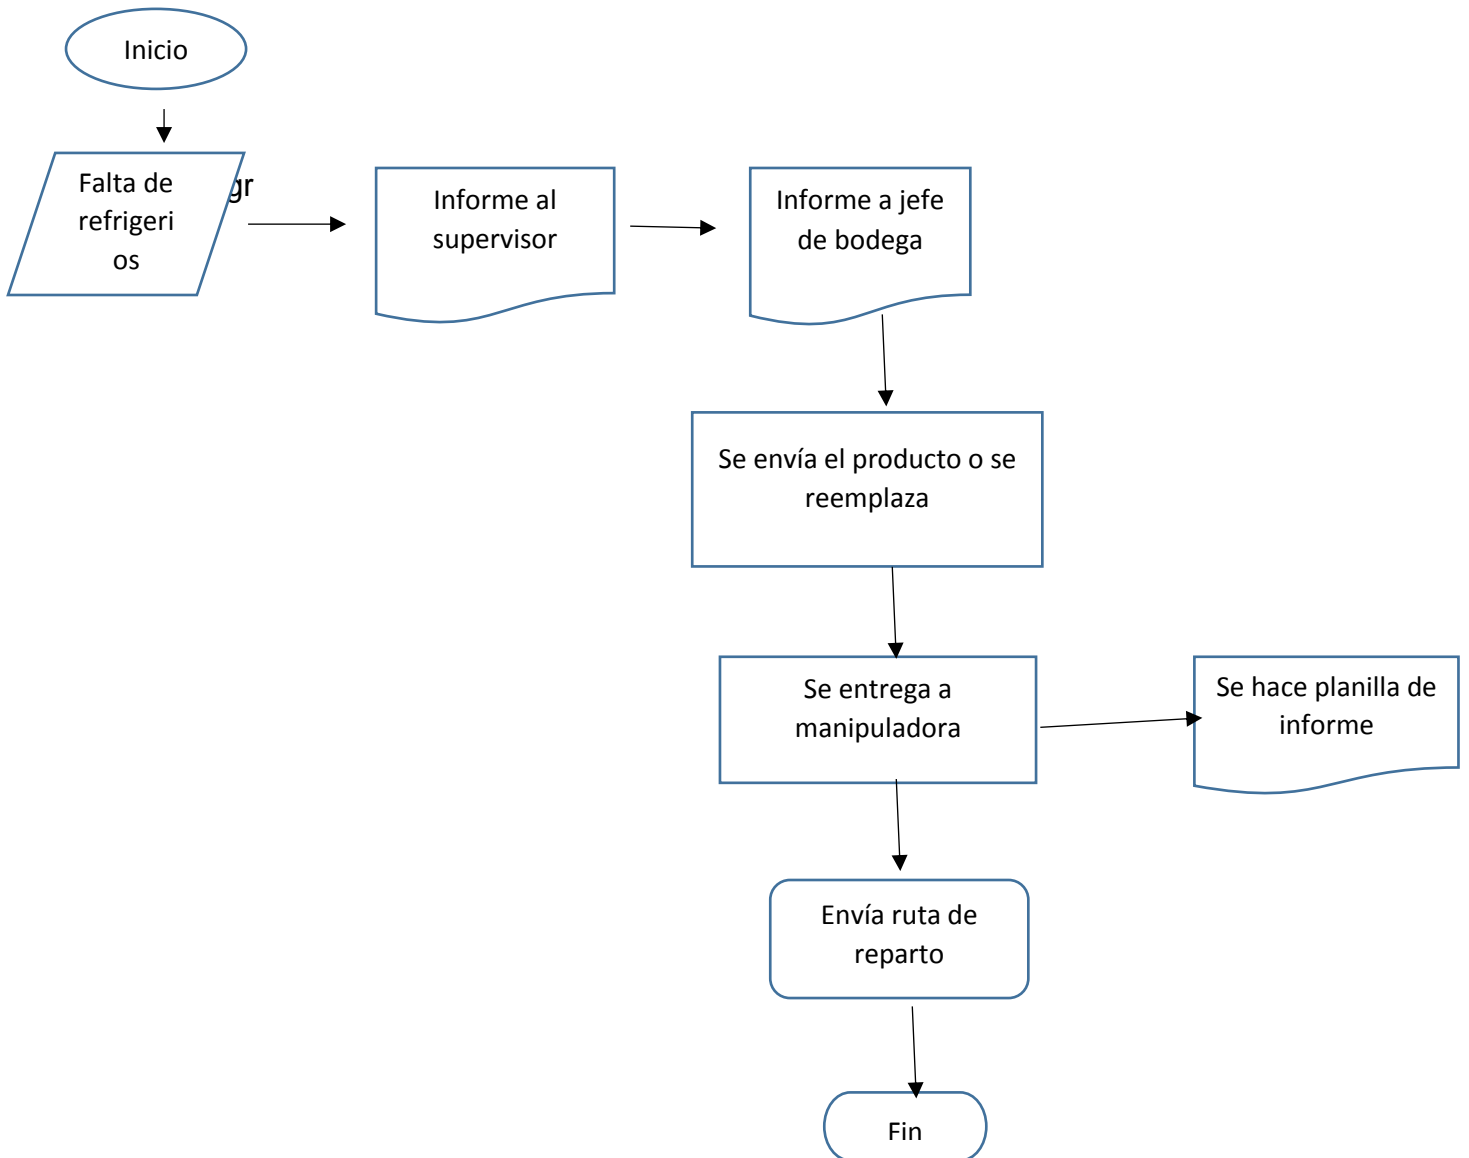 Inicio
Falta de
refrigeri
os
gr
Informe al
supervisor
Informe a jefe
de bodega
Se envía el producto o se
reemplaza
Se entrega a
manipuladora
Se hace planilla de
informe
Envía ruta de
reparto
Fin